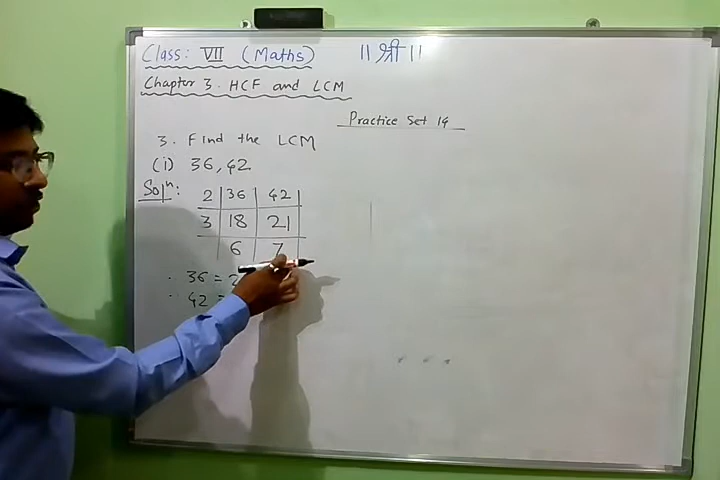 Class: VII (Maths) || श्री ||
Chapter 3. HCF and LCM
Practice Set 14
3. Find the LCM
(i) 36, 42
Solⁿ:
2 | 36 | 42 |
3 | 18 | 21
6 | 7
∴ 36 = 2
∴ 42 =